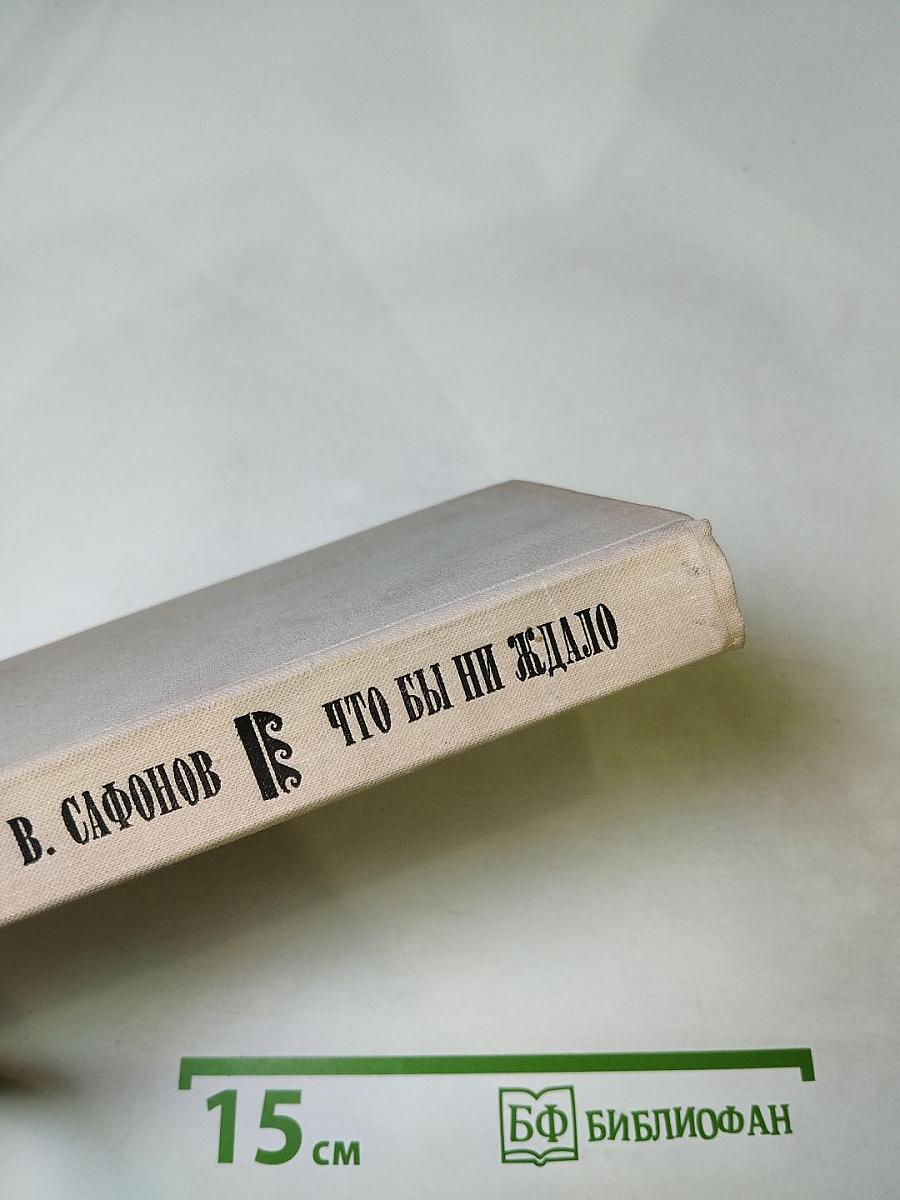 В. САФОНОВ ЧТО БЫ НИ ЖДАЛО
15 см
БФ БИБЛИОФАН